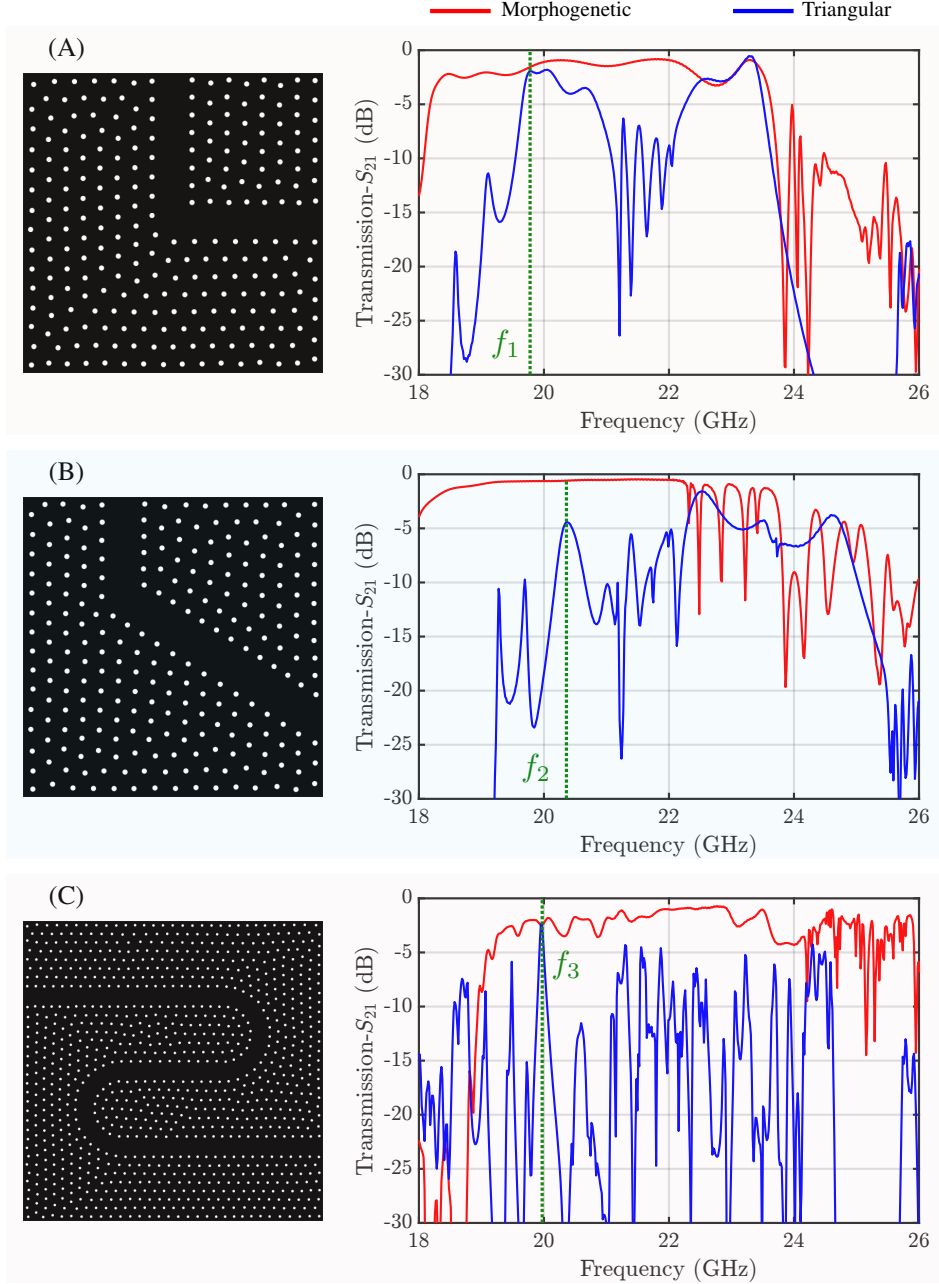 Morphogenetic Triangular
(A)
Transmission-S21 (dB)
0
-5
-10
-15
-20
-25
-30
f1
18 20 22 24 26
Frequency (GHz)
(B)
Transmission-S21 (dB)
0
-5
-10
-15
-20
-25
-30
f2
18 20 22 24 26
Frequency (GHz)
(C)
Transmission-S21 (dB)
0
-5
-10
-15
-20
-25
-30
f3
18 20 22 24 26
Frequency (GHz)